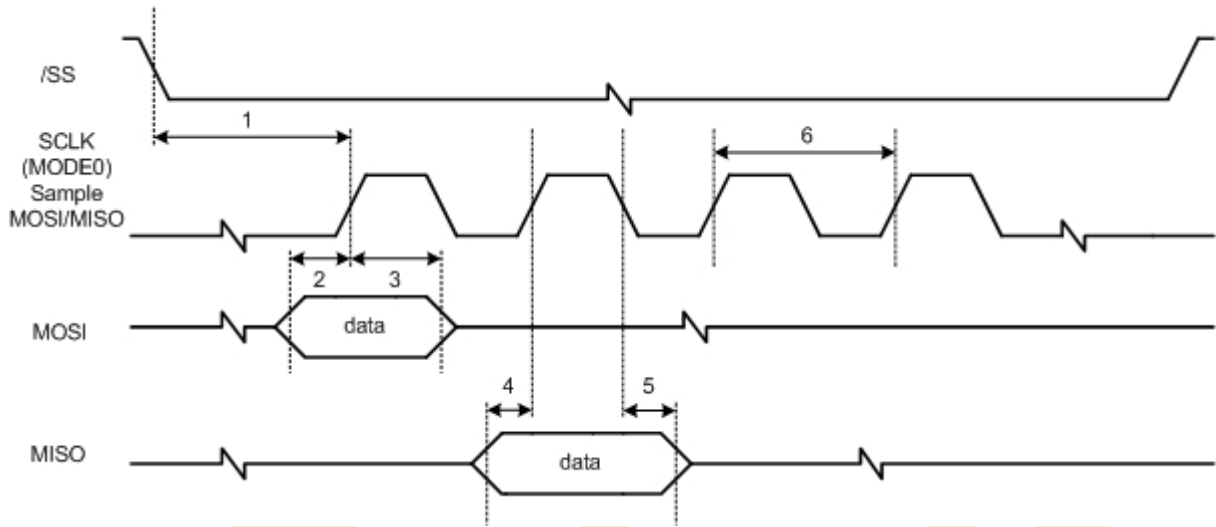 /SS
1
SCLK
(MODE0)
Sample
MOSI/MISO
6
2
3
MOSI
data
4
5
MISO
data